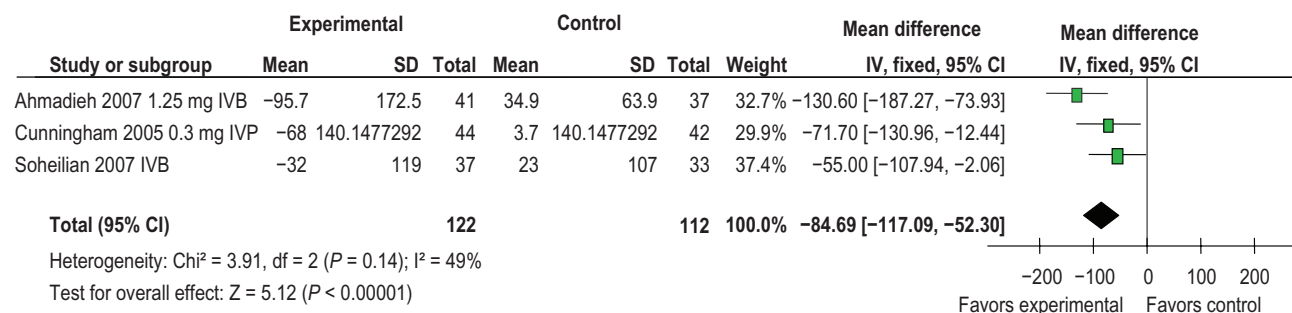 Experimental Control Mean difference Mean difference
Study or subgroup Mean SD Total Mean SD Total Weight IV, fixed, 95% CI IV, fixed, 95% CI
Ahmadieh 2007 1.25 mg IVB −95.7 172.5 41 34.9 63.9 37 32.7% −130.60 [−187.27, −73.93]
Cunningham 2005 0.3 mg IVP −68 140.1477292 44 3.7 140.1477292 42 29.9% −71.70 [−130.96, −12.44]
Soheilian 2007 IVB −32 119 37 23 107 33 37.4% −55.00 [−107.94, −2.06]
Total (95% CI) 122 112 100.0% −84.69 [−117.09, −52.30]
Heterogeneity: Chi² = 3.91, df = 2 (P = 0.14); I² = 49%
Test for overall effect: Z = 5.12 (P < 0.00001)
−200 −100 0 100 200
Favors experimental Favors control